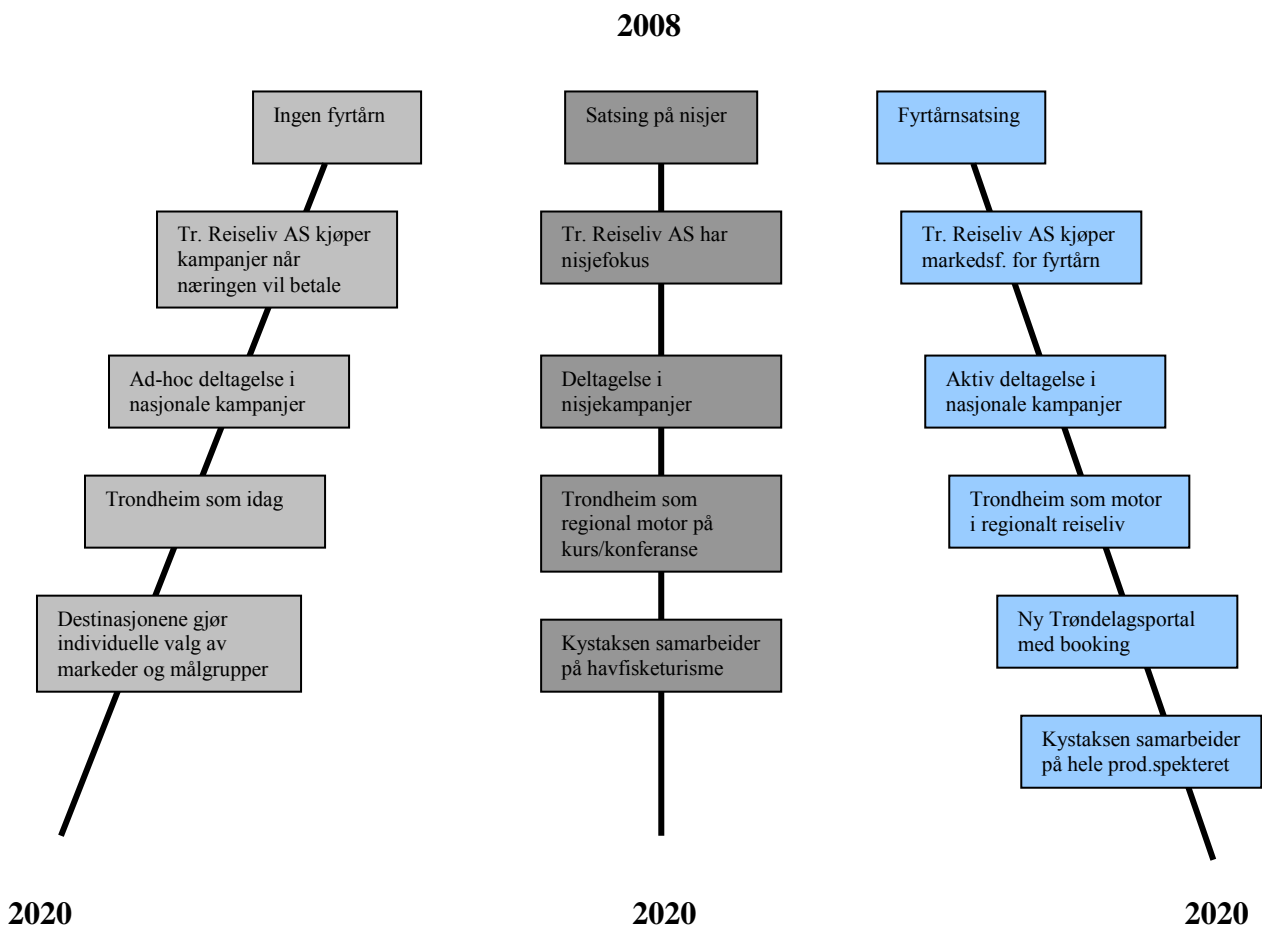 2008
Ingen fyrtårn
Tr. Reiseliv AS kjøper
kampanjer når
næringen vil betale
Ad-hoc deltagelse i
nasjonale kampanjer
Trondheim som idag
Destinasjonene gjør
individuelle valg av
markeder og målgrupper
2020
Satsing på nisjer
Tr. Reiseliv AS har
nisjefokus
Deltagelse i
nisjekampanjer
Trondheim som
regional motor på
kurs/konferanse
Kystaksen samarbeider
på havfisketurisme
2020
Fyrtårnsatsing
Tr. Reiseliv AS kjøper
markedsf. for fyrtårn
Aktiv deltagelse i
nasjonale kampanjer
Trondheim som motor
i regionalt reiseliv
Ny Trøndelagsportal
med booking
Kystaksen samarbeider
på hele prod.spekteret
2020